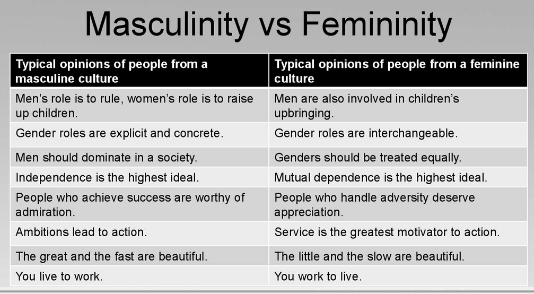 Masculinity vs Femininity
Typical opinions of people from a
masculine culture
Typical opinions of people from a feminine
culture
Men's role is to rule, women's role is to raise
up children.
Men are also involved in children's
upbringing.
Gender roles are explicit and concrete.
Gender roles are interchangeable.
Men should dominate in a society.
Genders should be treated equally.
Independence is the highest ideal.
Mutual dependence is the highest ideal.
People who achieve success are worthy of
admiration.
People who handle adversity deserve
appreciation.
Ambitions lead to action.
Service is the greatest motivator to action.
The great and the fast are beautiful.
The little and the slow are beautiful.
You live to work.
You work to live.